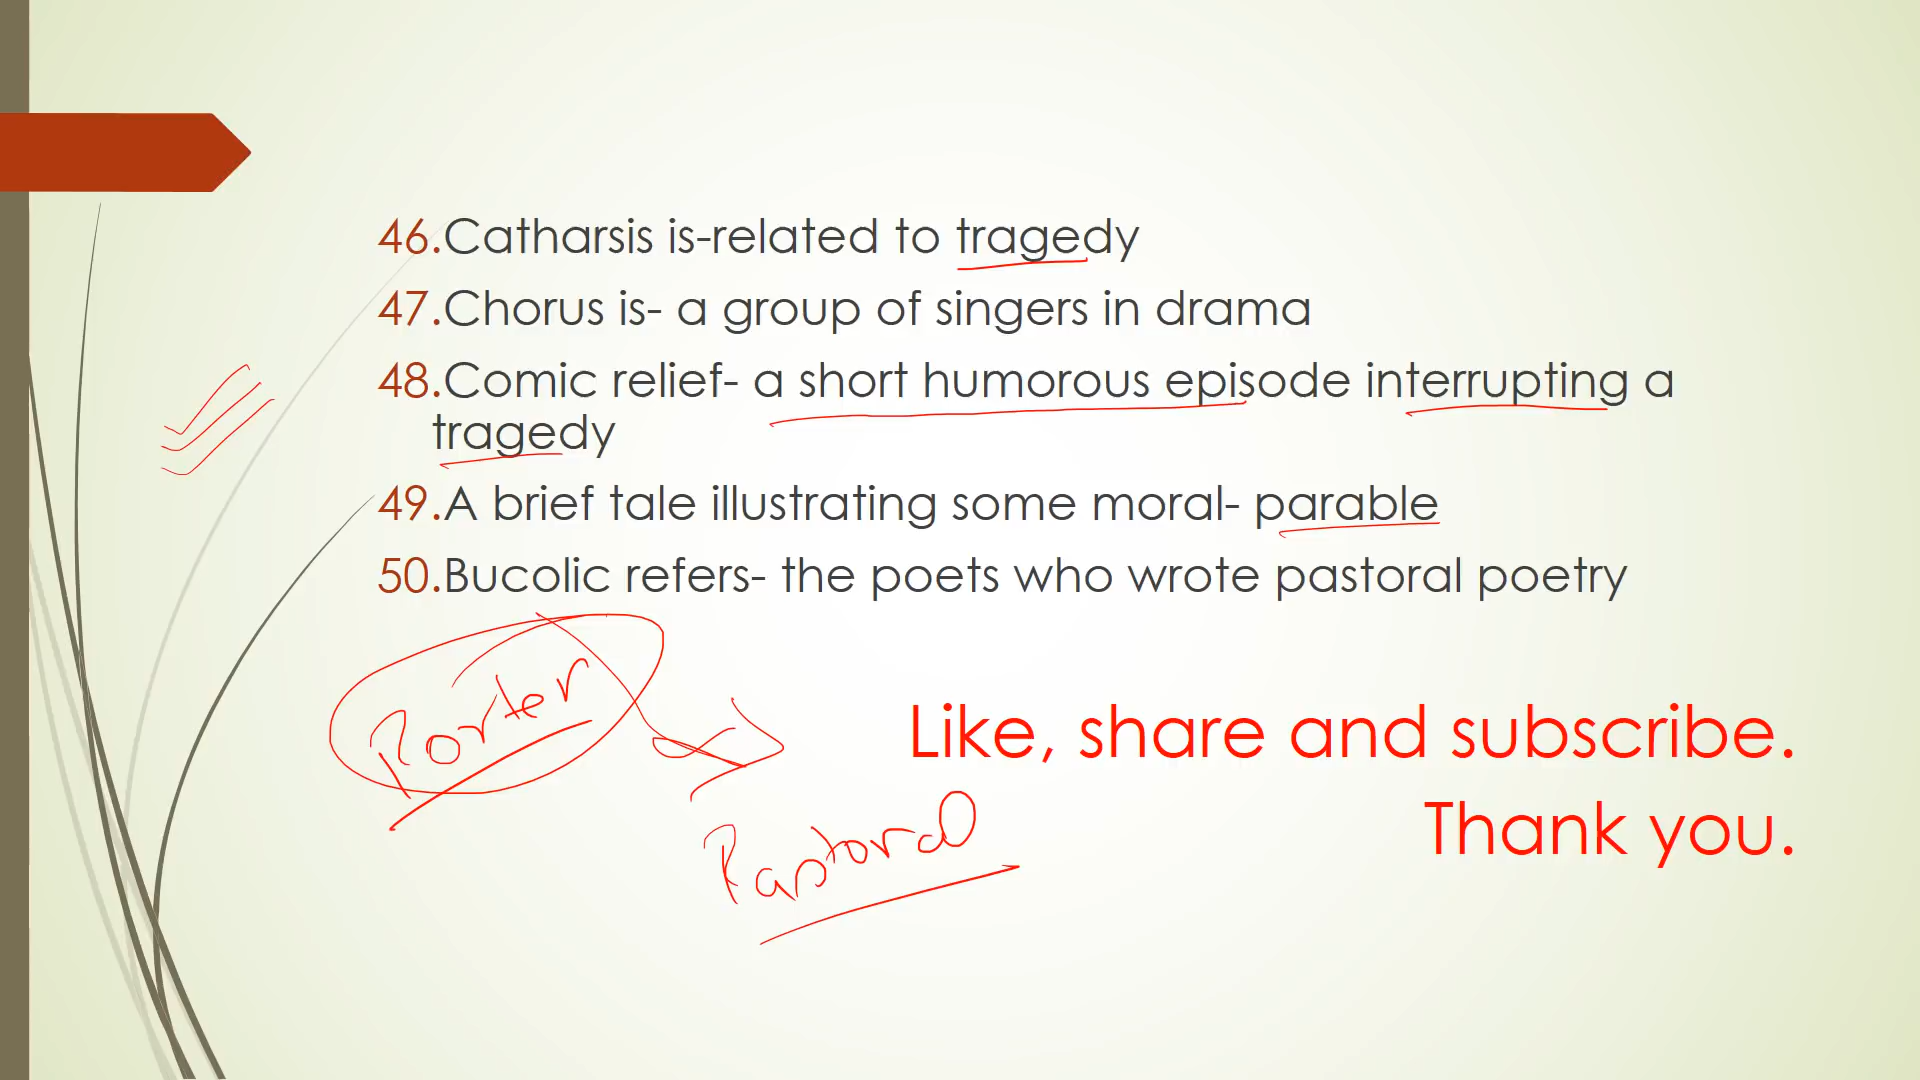 46.Catharsis is-related to tragedy
47.Chorus is- a group of singers in drama
48.Comic relief- a short humorous episode interrupting a
tragedy
49.A brief tale illustrating some moral- parable
50.Bucolic refers- the poets who wrote pastoral poetry
Porter
Like, share and subscribe.
Pastoral
Thank you.